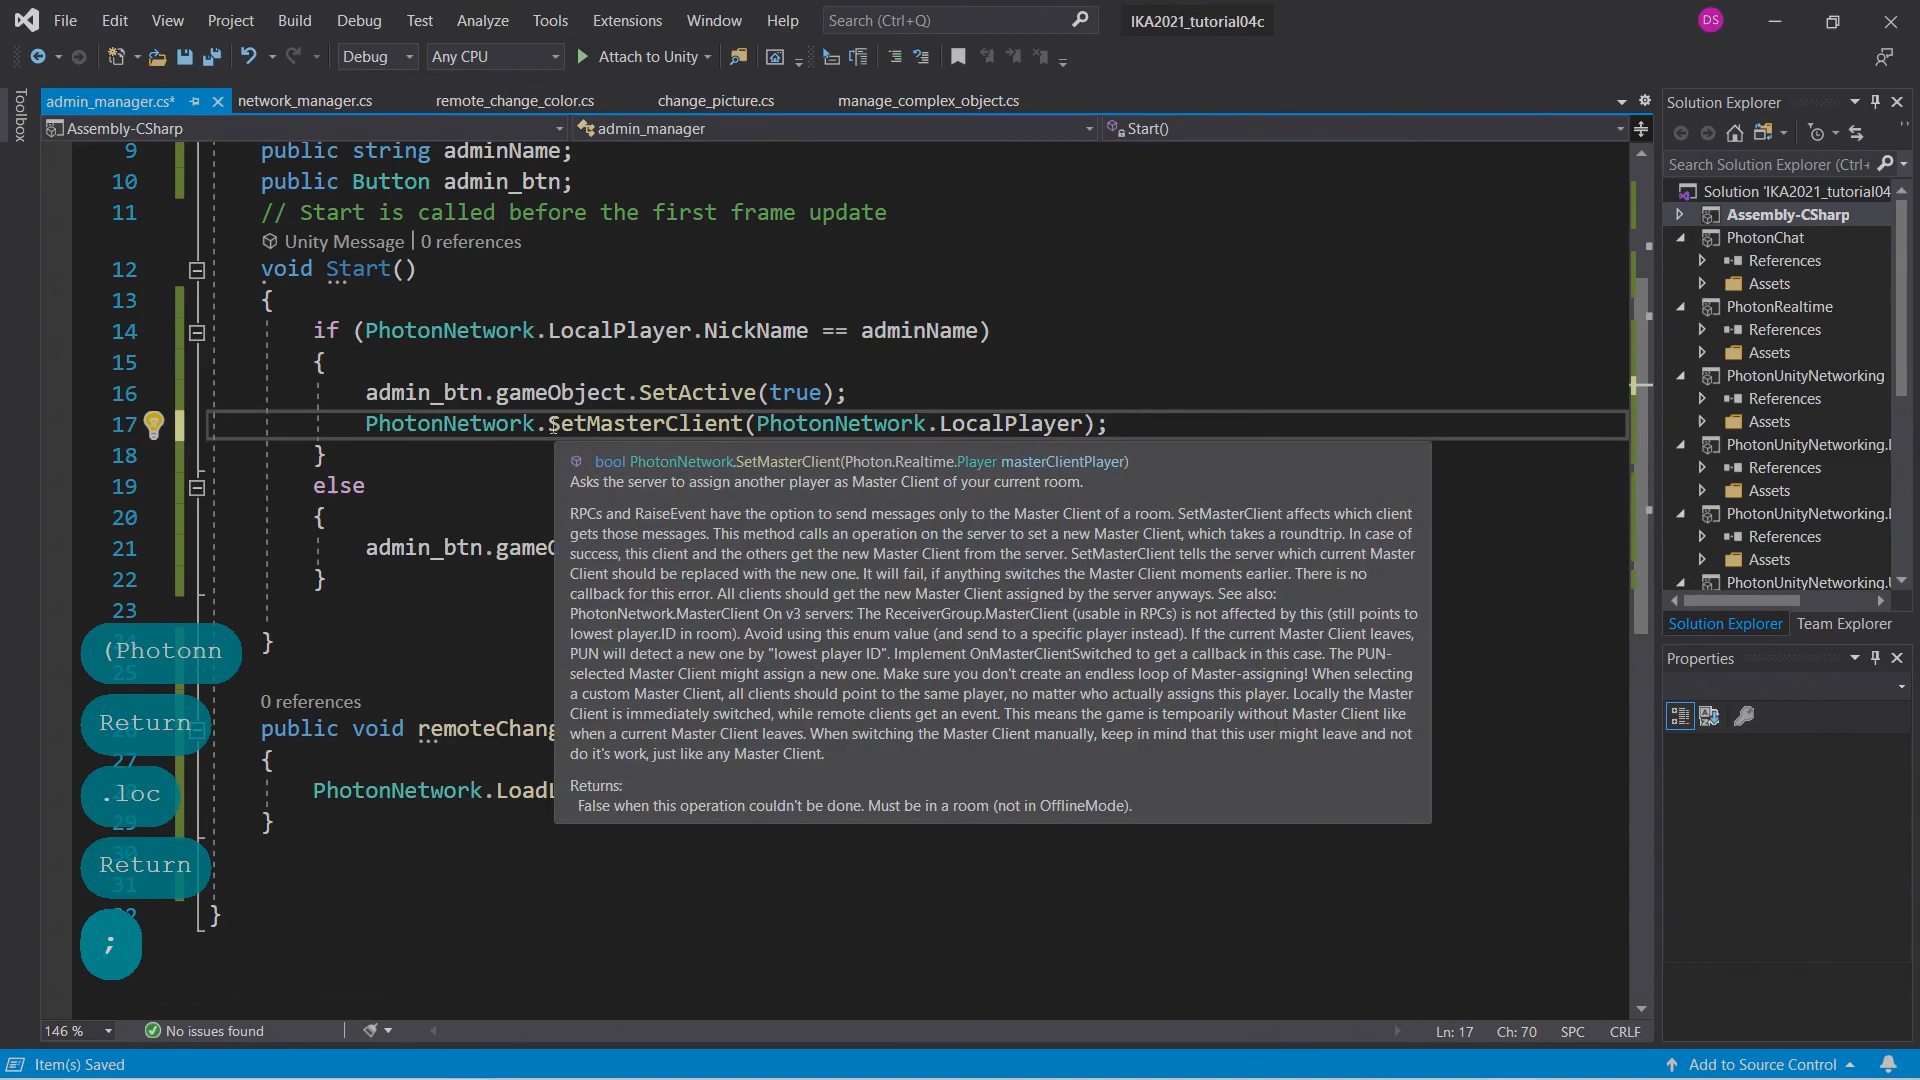 File Edit View Project Build Debug Test Analyze Tools Extensions Window Help Search (Ctrl+Q) IKA2021_tutorial04c DS
Debug Any CPU Attach to Unity
Toolbox
admin_manager.cs* network_manager.cs remote_change_color.cs change_picture.cs manage_complex_object.cs
Assembly-CSharp admin_manager Start()
9 public string adminName;
10 public Button admin_btn;
11 // Start is called before the first frame update
Unity Message | 0 references
12 void Start()
13 {
14 if (PhotonNetwork.LocalPlayer.NickName == adminName)
15 {
16 admin_btn.gameObject.SetActive(true);
17 PhotonNetwork.SetMasterClient(PhotonNetwork.LocalPlayer);
18 }
19 else
20 {
21 admin_btn.gameO
22 }
23
24 }
25
0 references
26 public void remoteChang
27 {
28 PhotonNetwork.LoadL
29 }
30
31
32 }
bool PhotonNetwork.SetMasterClient(Photon.Realtime.Player masterClientPlayer)
Asks the server to assign another player as Master Client of your current room.
RPCs and RaiseEvent have the option to send messages only to the Master Client of a room. SetMasterClient affects which client
gets those messages. This method calls an operation on the server to set a new Master Client, which takes a roundtrip. In case of
success, this client and the others get the new Master Client from the server. SetMasterClient tells the server which current Master
Client should be replaced with the new one. It will fail, if anything switches the Master Client moments earlier. There is no
callback for this error. All clients should get the new Master Client assigned by the server anyways. See also:
PhotonNetwork.MasterClient On v3 servers: The ReceiverGroup.MasterClient (usable in RPCs) is not affected by this (still points to
lowest player.ID in room). Avoid using this enum value (and send to a specific player instead). If the current Master Client leaves,
PUN will detect a new one by "lowest player ID". Implement OnMasterClientSwitched to get a callback in this case. The PUN-
selected Master Client might assign a new one. Make sure you don't create an endless loop of Master-assigning! When selecting
a custom Master Client, all clients should point to the same player, no matter who actually assigns this player. Locally the Master
Client is immediately switched, while remote clients get an event. This means the game is tempoarily without Master Client like
when a current Master Client leaves. When switching the Master Client manually, keep in mind that this user might leave and not
do it's work, just like any Master Client.
Returns:
False when this operation couldn't be done. Must be in a room (not in OfflineMode).
(Photonn
Return
.loc
Return
;
Solution Explorer
Search Solution Explorer (Ctrl+
Solution 'IKA2021_tutorial04
Assembly-CSharp
PhotonChat
References
Assets
PhotonRealtime
References
Assets
PhotonUnityNetworking
References
Assets
PhotonUnityNetworking.
References
Assets
PhotonUnityNetworking.
References
Assets
PhotonUnityNetworking.
Solution Explorer Team Explorer
Properties
146 % No issues found Ln: 17 Ch: 70 SPC CRLF
Item(s) Saved Add to Source Control